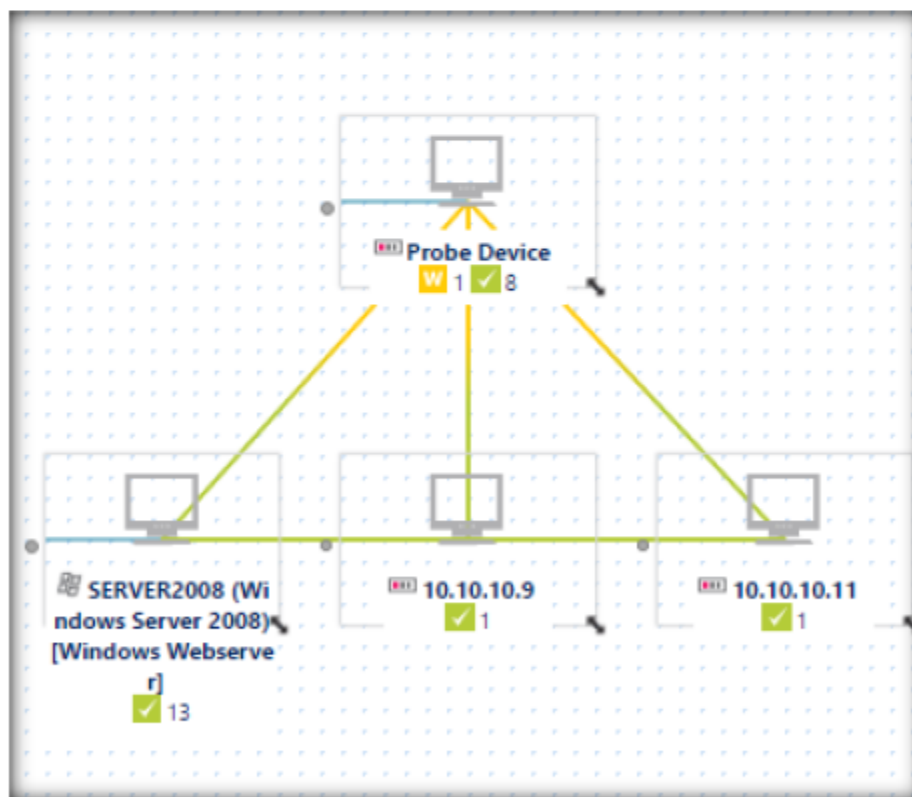 Probe Device
W 1 8
SERVER2008 (Wi
ndows Server 2008)
[Windows Webserve
r]
13
10.10.10.9
1
10.10.10.11
1